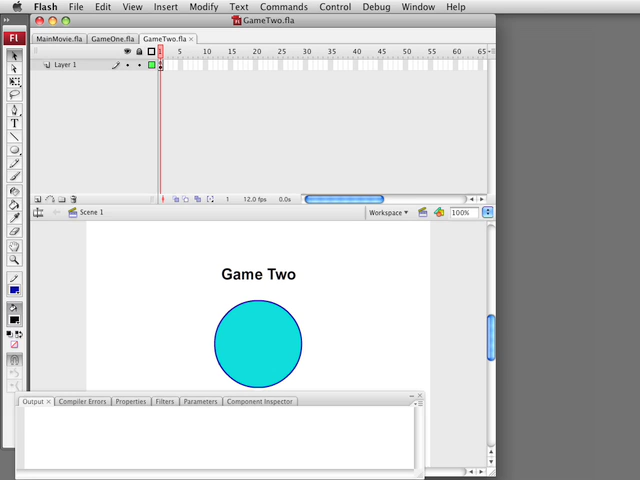 Flash File Edit View Insert Modify Text Commands Control Debug Window Help
GameTwo.fla
Fl
MainMovie.fla GameOne.fla GameTwo.fla ×
1 5 10 15 20 25 30 35 40 45 50 55 60 65
Layer 1
1 12.0 fps 0.0s
Scene 1 Workspace 100%
T
Game Two
Output × Compiler Errors Properties Filters Parameters Component Inspector